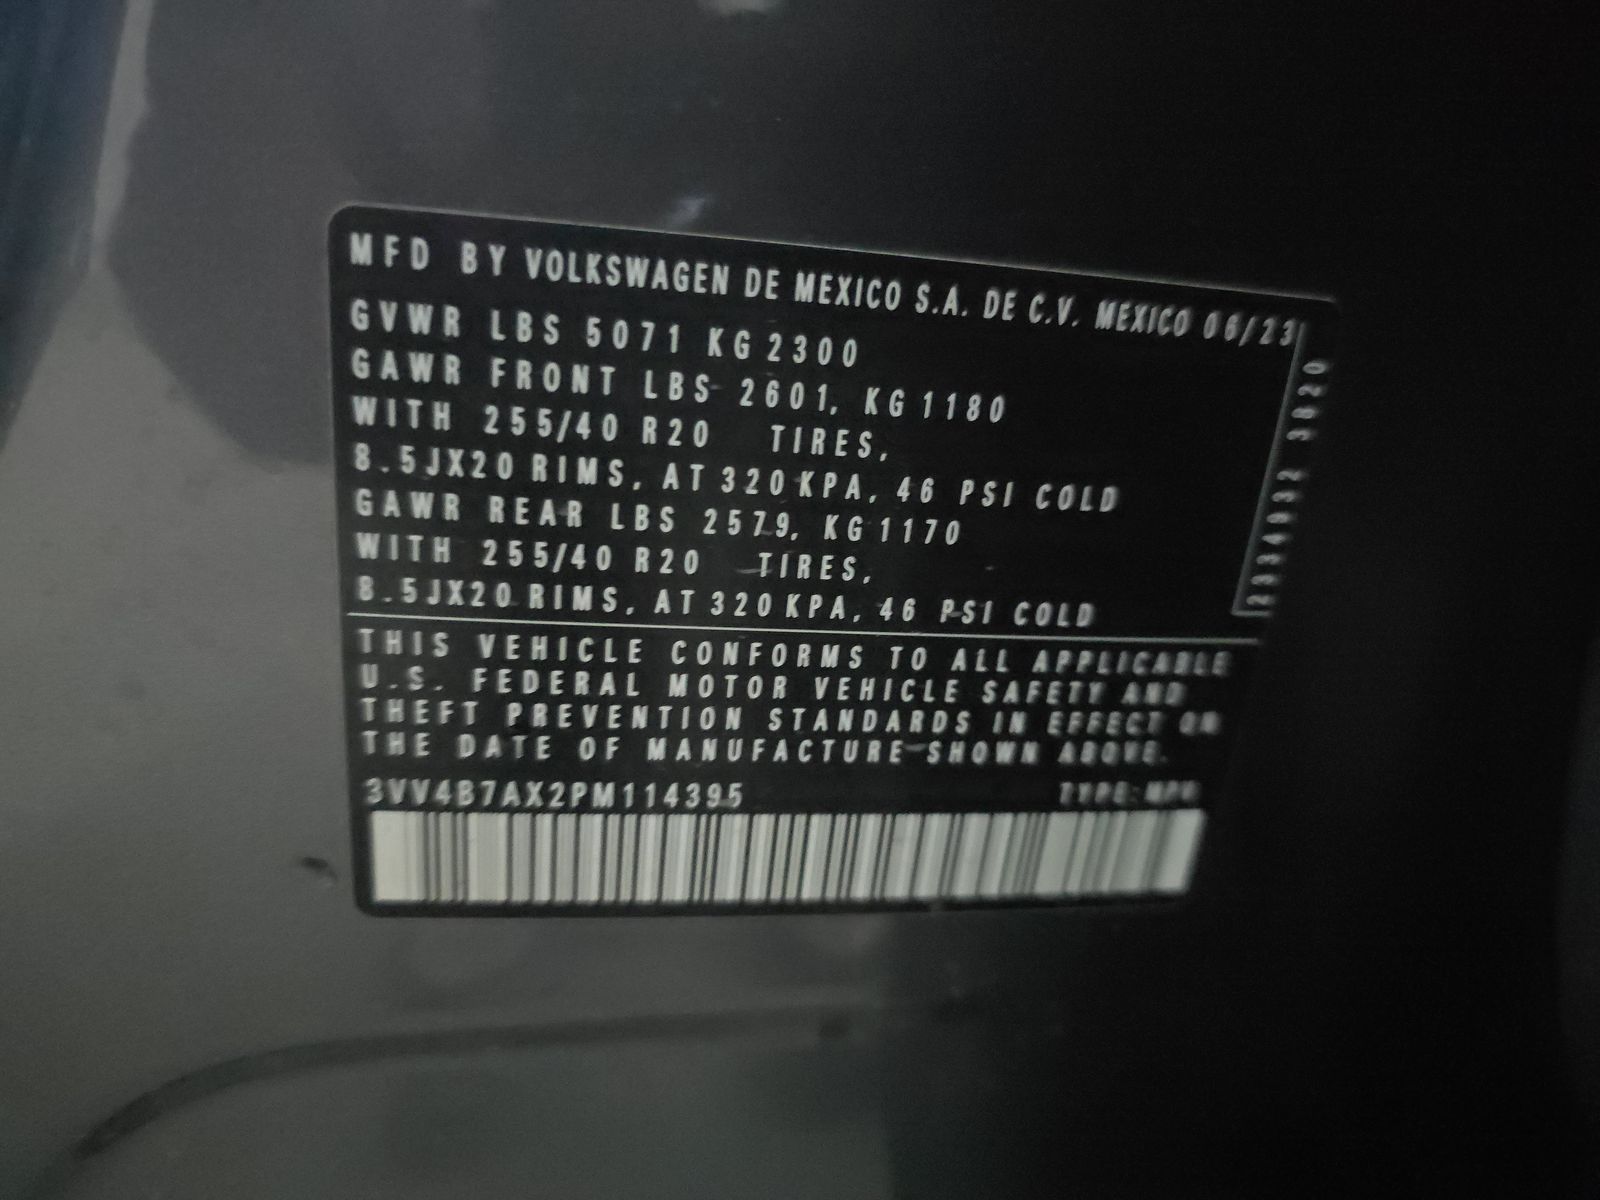 MFD BY VOLKSWAGEN DE MEXICO S.A. DE C.V. MEXICO 06/23
GVWR LBS 5071 KG 2300
GAWR FRONT LBS 2601, KG 1180
WITH 255/40 R20 TIRES,
8.5JX20 RIMS, AT 320 KPA, 46 PSI COLD
GAWR REAR LBS 2579, KG 1170
WITH 255/40 R20 TIRES,
8.5JX20 RIMS, AT 320 KPA, 46 PSI COLD
THIS VEHICLE CONFORMS TO ALL APPLICABLE
U.S. FEDERAL MOTOR VEHICLE SAFETY AND
THEFT PREVENTION STANDARDS IN EFFECT ON
THE DATE OF MANUFACTURE SHOWN ABOVE.
3VV4B7AX2PM114395 TYPE: MPV